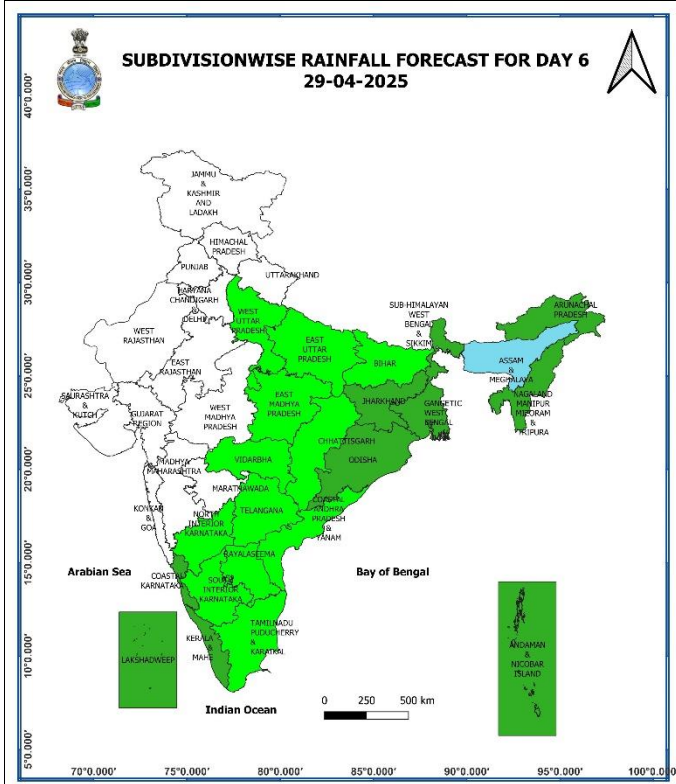 SUBDIVISIONWISE RAINFALL FORECAST FOR DAY 6
29-04-2025
40°0.000'
35°0.000'
30°0.000'
25°0.000'
20°0.000'
15°0.000'
10°0.000'
5°0.000'
JAMMU
&
KASHMIR
AND
LADAKH
HIMACHAL
PRADESH
PUNJAB
UTTARAKHAND
HARYANA
CHANDIGARH
&
DELHI
WEST
RAJASTHAN
EAST
RAJASTHAN
WEST
UTTAR
PRADESH
EAST
UTTAR
PRADESH
BIHAR
SUB-HIMALAYAN
WEST
BENGAL
&
SIKKIM
ARUNACHAL
PRADESH
ASSAM
&
MEGHALAYA
NAGALAND
MANIPUR
MIZORAM
&
TRIPURA
SAURASHTRA
&
KUTCH
GUJARAT
REGION
WEST
MADHYA
PRADESH
EAST
MADHYA
PRADESH
JHARKHAND
GANGETIC
WEST
BENGAL
CHHATTISGARH
ODISHA
VIDARBHA
MADHYA
MAHARASHTRA
MARATHAWADA
KONKAN
&
GOA
NORTH
INTERIOR
KARNATAKA
TELANGANA
COASTAL
ANDHRA
PRADESH
&
YANAM
RAYALASEEMA
COASTAL
KARNATAKA
SOUTH
INTERIOR
KARNATAKA
TAMILNADU
PUDUCHERRY
&
KARAIKAL
KERALA
&
MAHE
LAKSHADWEEP
ANDAMAN
&
NICOBAR
ISLAND
Arabian Sea
Bay of Bengal
Indian Ocean
0 250 500 km
70°0.000' 75°0.000' 80°0.000' 85°0.000' 90°0.000' 95°0.000' 100°0.000'